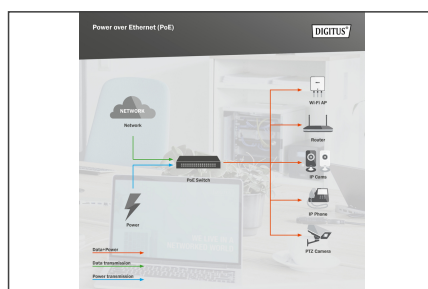 Power over Ethernet (PoE)
DIGITUS®
NETWORK
Network
Wi-Fi AP
Router
PoE Switch
IP Cams
Power
IP Phone
PTZ Camera
Data+Power
Data transmission
Power transmission